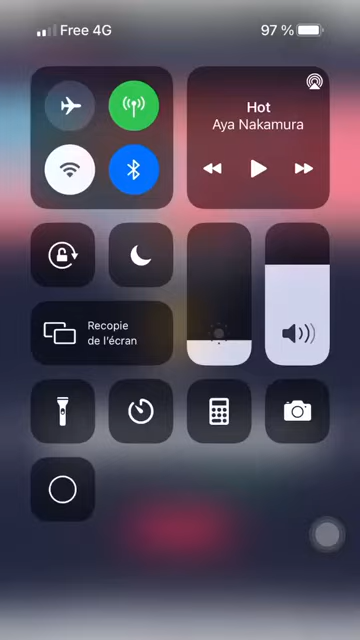 Free 4G
97 %
Hot
Aya Nakamura
Recopie
de l'écran